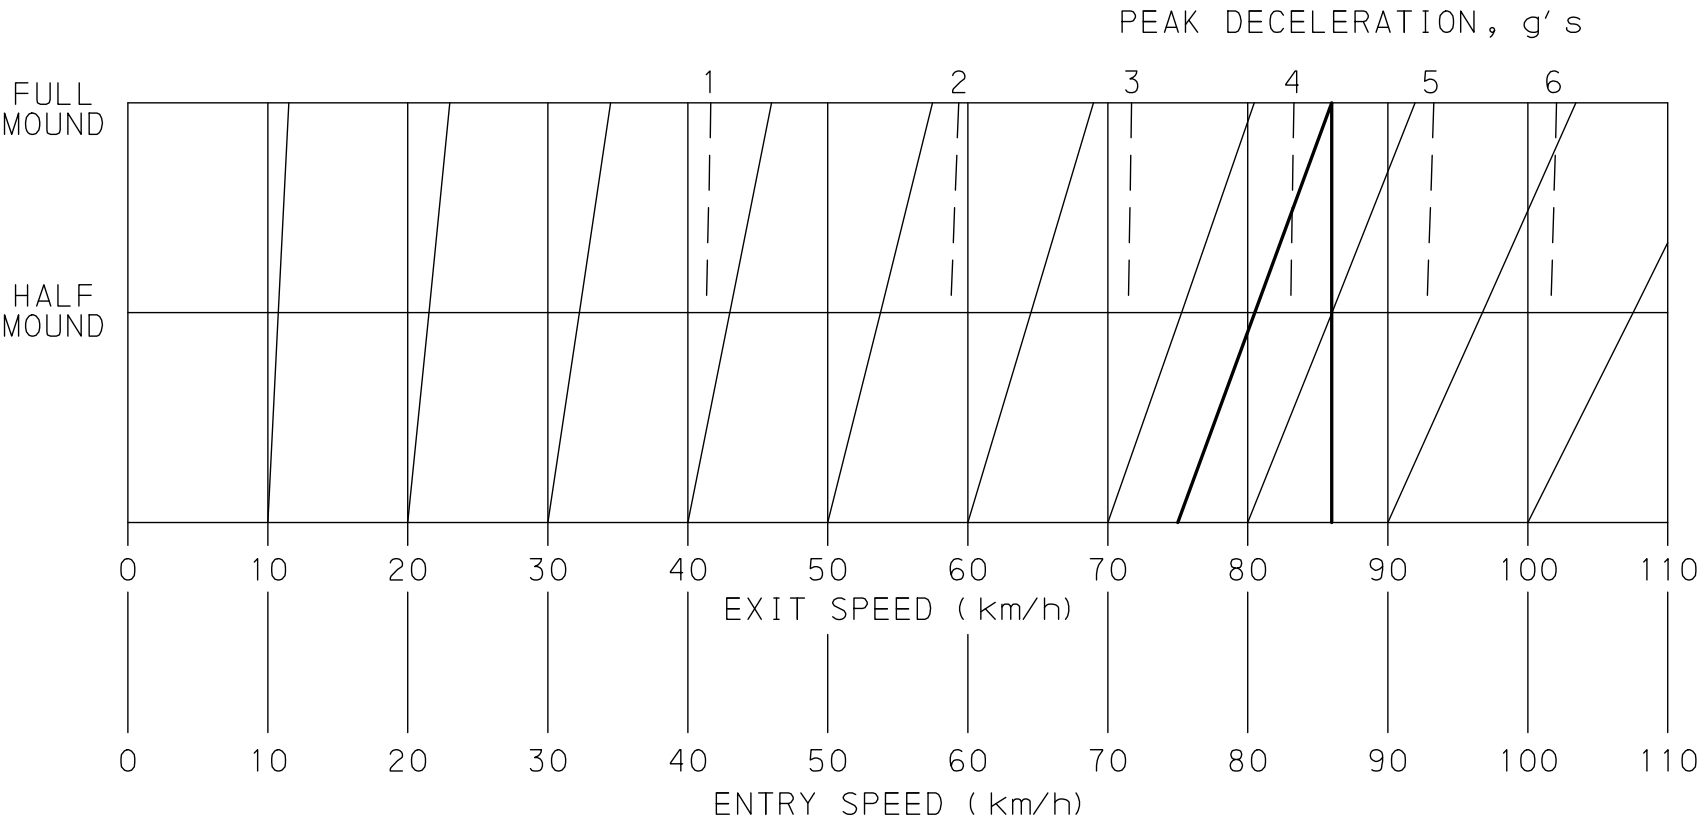 PEAK DECELERATION, g's
1 2 3 4 5 6
FULL
MOUND
HALF
MOUND
0 10 20 30 40 50 60 70 80 90 100 110
EXIT SPEED (km/h)
0 10 20 30 40 50 60 70 80 90 100 110
ENTRY SPEED (km/h)